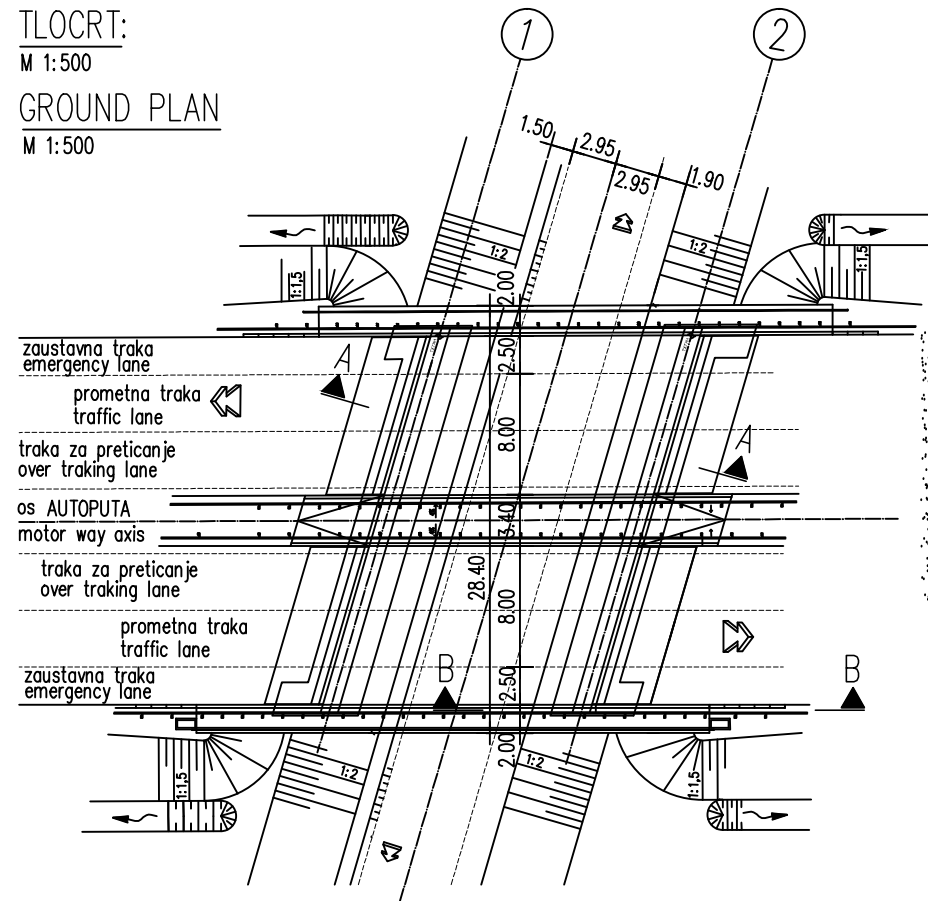 TLOCRT:
M 1:500
GROUND PLAN
M 1:500
1
2
1.50
2.95
2.95
1.90
1:2
1:2
1:1,5
1:1,5
2.00
zaustavna traka
emergency lane
2.50
A
prometna traka
traffic lane
8.00
traka za preticanje
over traking lane
A
os AUTOPUTA
motor way axis
3.40
traka za preticanje
over traking lane
28.40
8.00
prometna traka
traffic lane
zaustavna traka
emergency lane
2.50
B
B
2.00
1:2
1:2
1:1,5
1:1,5